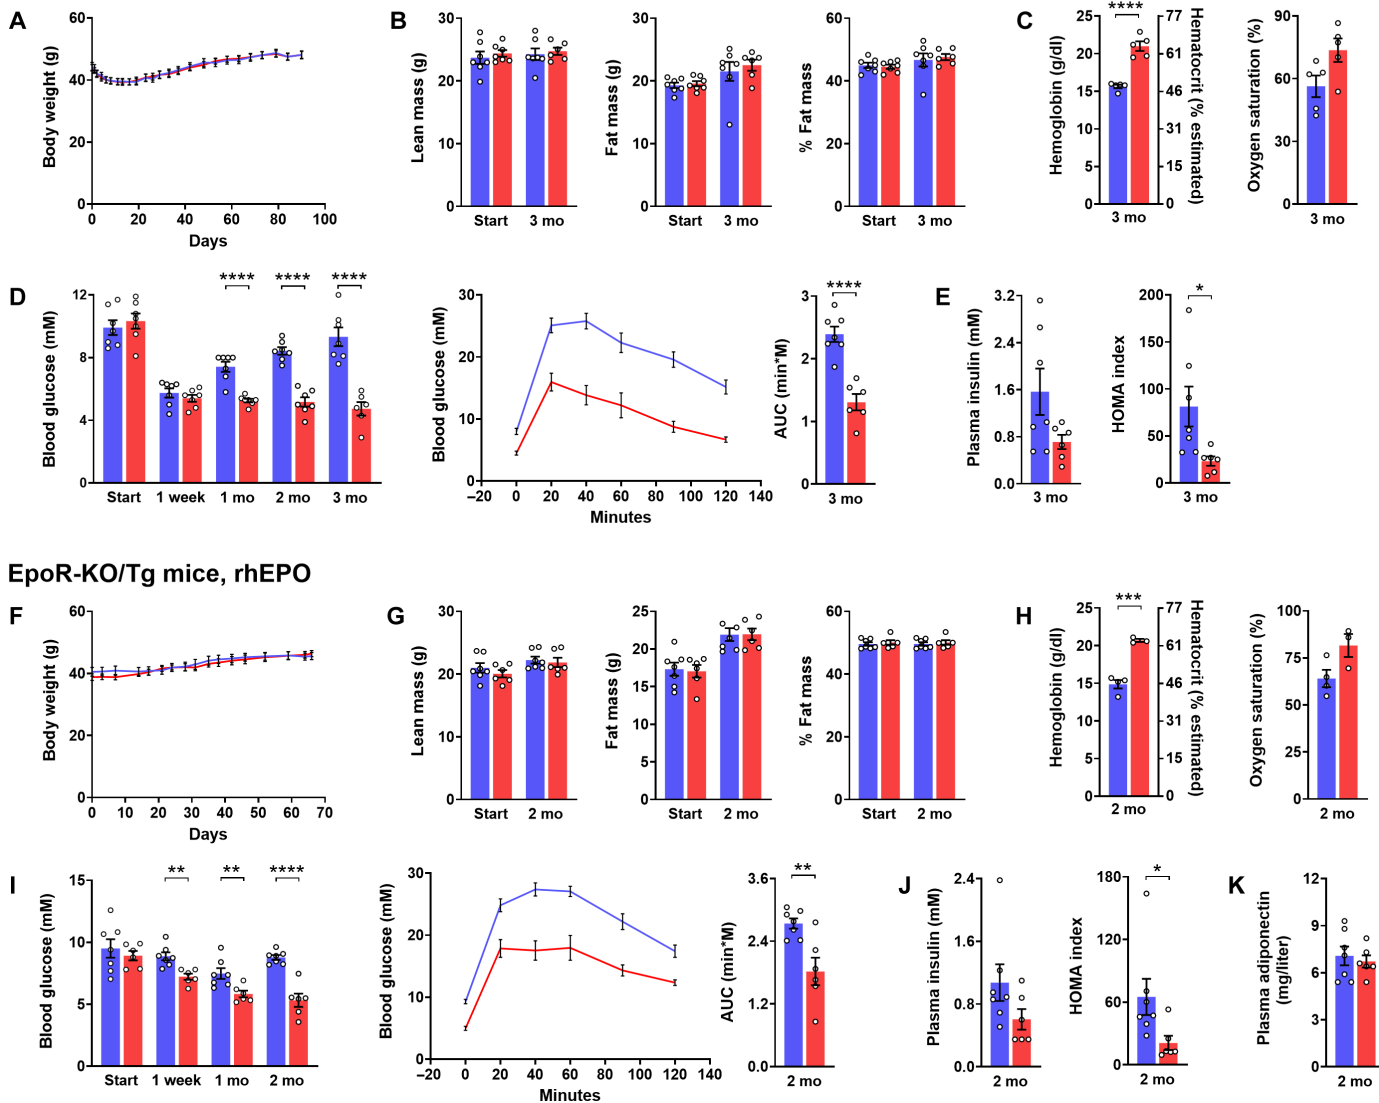 A
Body weight (g)
60
40
20
0
0 20 40 60 80 100
Days
B
Lean mass (g)
30
20
10
0
Start 3 mo
Fat mass (g)
30
20
10
0
Start 3 mo
% Fat mass
60
40
20
0
Start 3 mo
C
Hemoglobin (g/dl)
25
20
15
10
5
0
****
77
61
46
31
15
0
Hematocrit (% estimated)
3 mo
Oxygen saturation (%)
90
60
30
0
3 mo
D
Blood glucose (mM)
12
8
4
0
**** **** ****
Start 1 week 1 mo 2 mo 3 mo
Blood glucose (mM)
30
20
10
0
−20 0 20 40 60 80 100 120 140
Minutes
AUC (min*M)
3
2
1
0
****
3 mo
E
Plasma insulin (mM)
3.2
2.4
1.6
0.8
0.0
3 mo
HOMA index
200
150
100
50
0
*
3 mo
EpoR-KO/Tg mice, rhEPO
F
Body weight (g)
60
40
20
0
0 10 20 30 40 50 60 70
Days
G
Lean mass (g)
30
20
10
0
Start 2 mo
Fat mass (g)
25
20
15
10
5
0
Start 2 mo
% Fat mass
60
40
20
0
Start 2 mo
H
Hemoglobin (g/dl)
25
20
15
10
5
0
***
77
61
46
31
15
0
Hematocrit (% estimated)
2 mo
Oxygen saturation (%)
100
75
50
25
0
2 mo
I
Blood glucose (mM)
15
10
5
0
** ** ****
Start 1 week 1 mo 2 mo
Blood glucose (mM)
30
20
10
0
−20 0 20 40 60 80 100 120 140
Minutes
AUC (min*M)
3.6
2.4
1.2
0.0
**
2 mo
J
Plasma insulin (mM)
2.4
1.6
0.8
0.0
2 mo
HOMA index
180
120
60
0
*
2 mo
K
Plasma adiponectin
(mg/liter)
12
9
6
3
0
2 mo